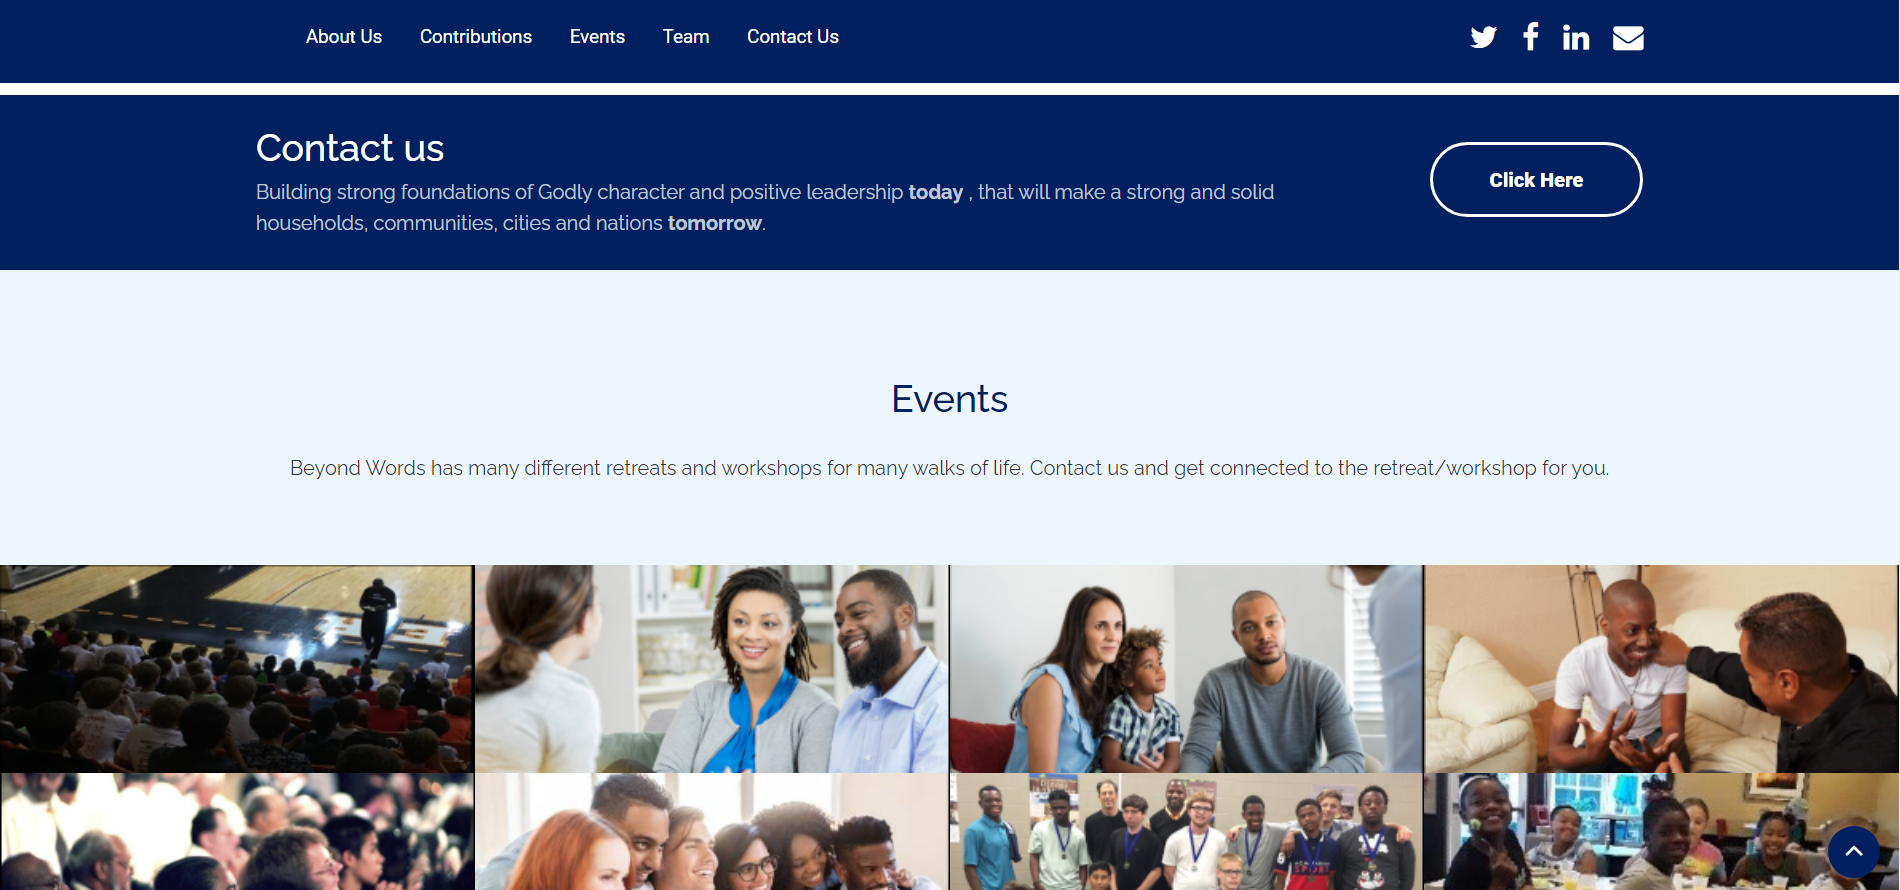 About Us Contributions Events Team Contact Us
Contact us
Building strong foundations of Godly character and positive leadership today , that will make a strong and solid
households, communities, cities and nations tomorrow.
Click Here
Events
Beyond Words has many different retreats and workshops for many walks of life. Contact us and get connected to the retreat/workshop for you.